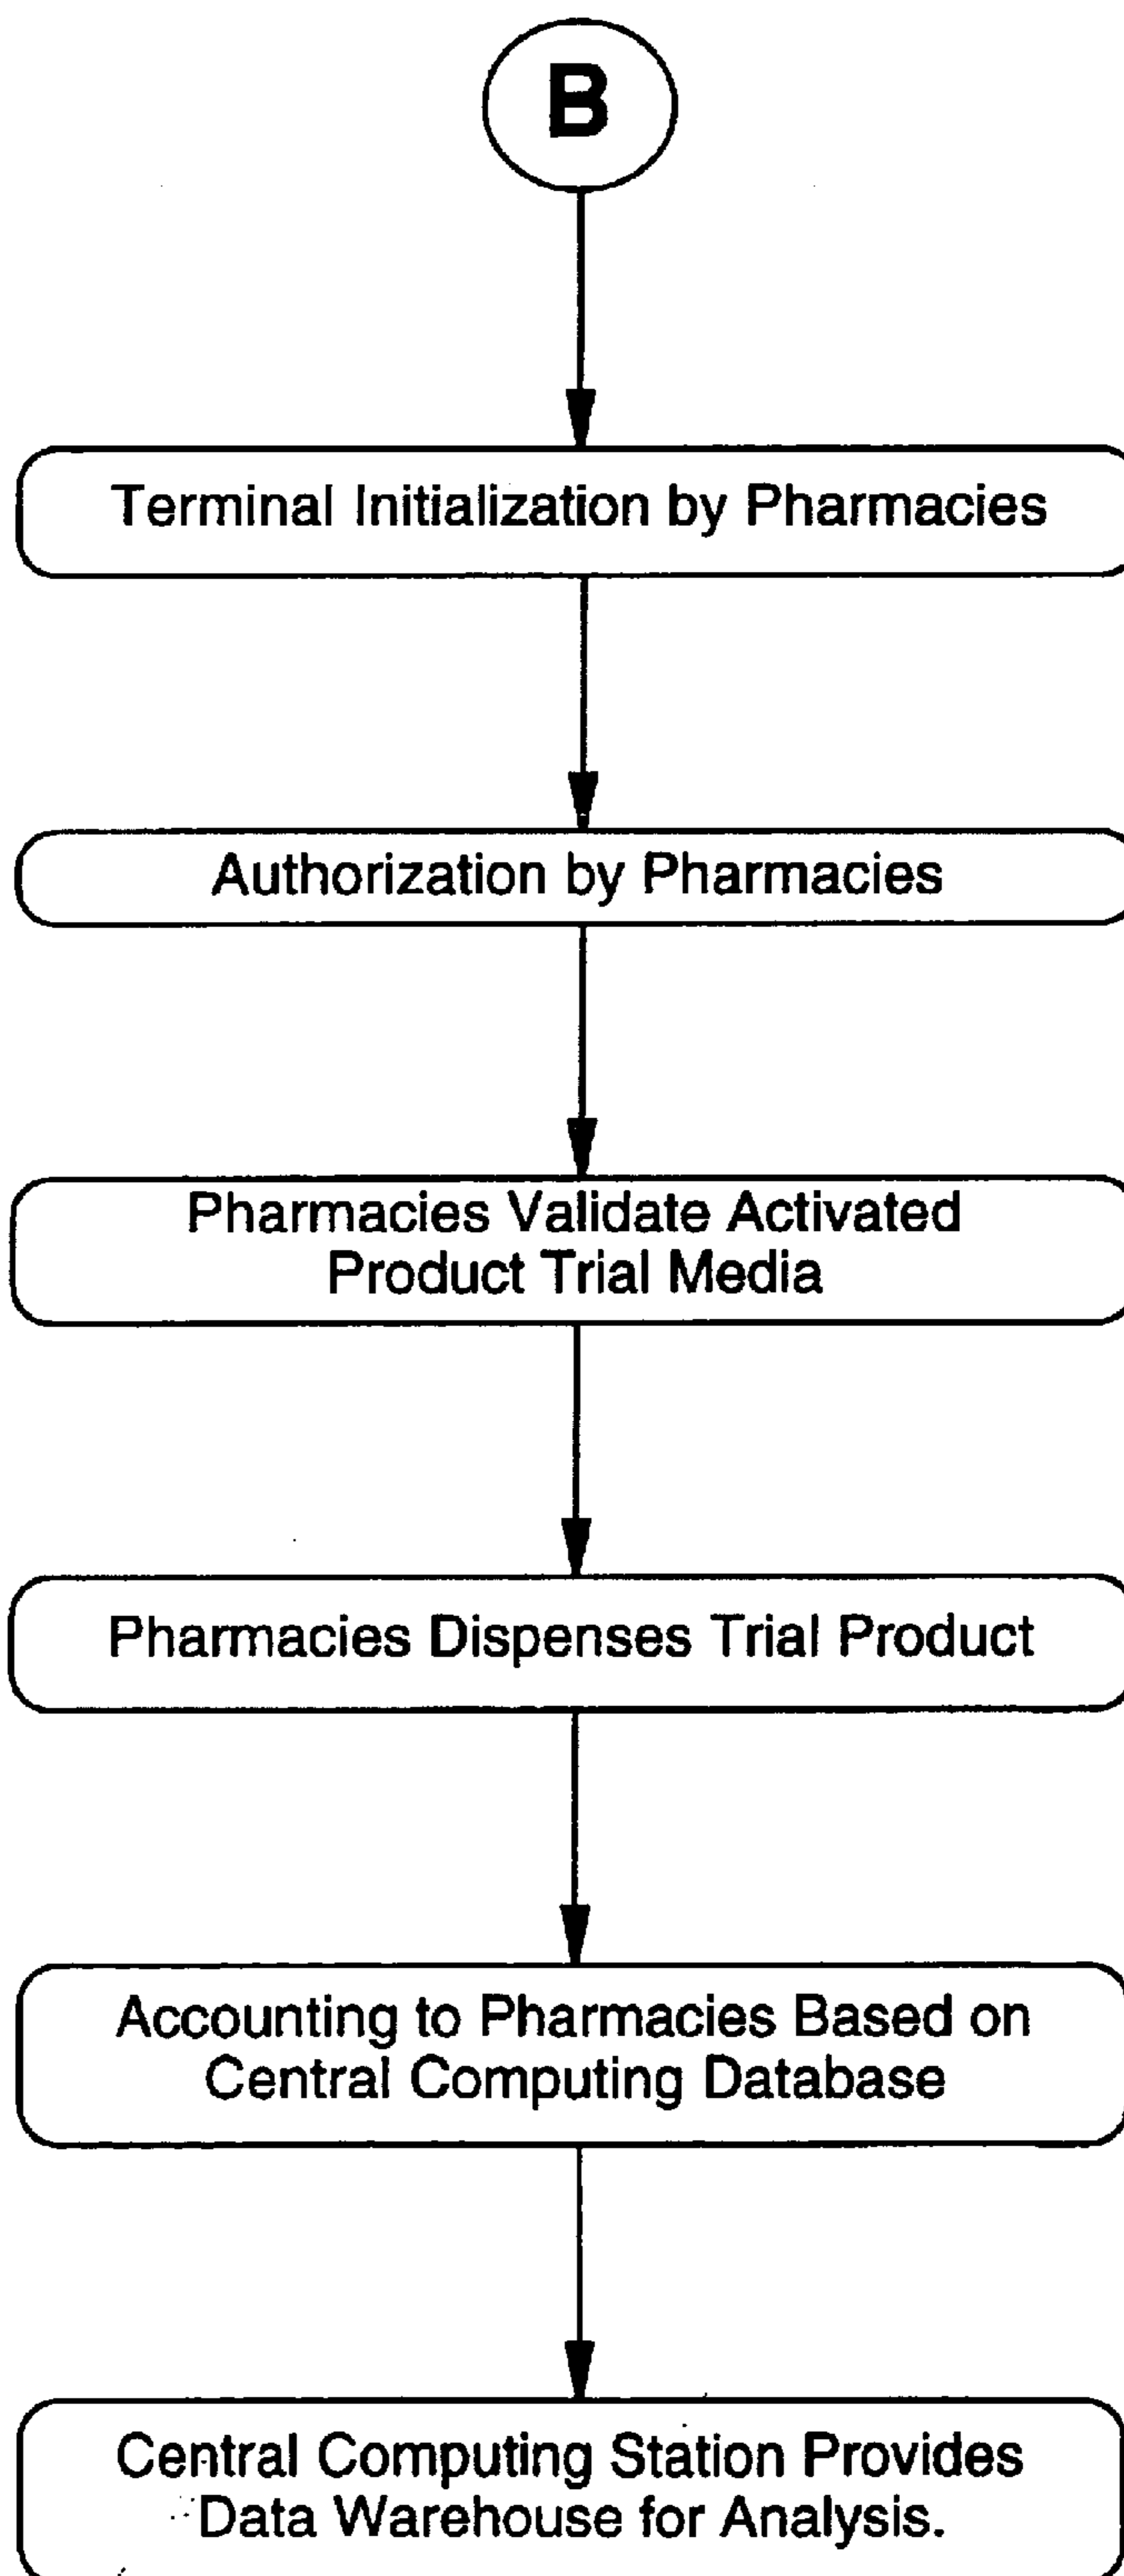 B
Terminal Initialization by Pharmacies
Authorization by Pharmacies
Pharmacies Validate Activated
Product Trial Media
Pharmacies Dispenses Trial Product
Accounting to Pharmacies Based on
Central Computing Database
Central Computing Station Provides
Data Warehouse for Analysis.